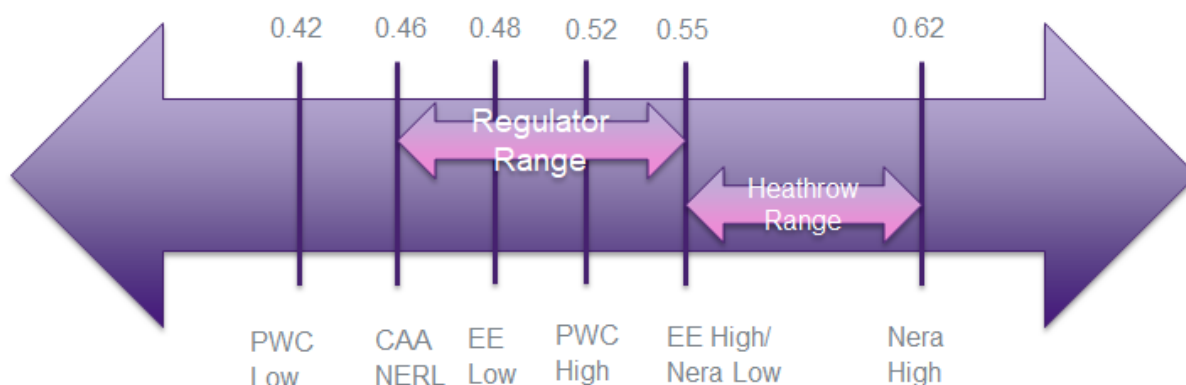 0.42 0.46 0.48 0.52 0.55 0.62
Regulator
Range
Heathrow
Range
PWC
Low
CAA
NERL
EE
Low
PWC
High
EE High/
Nera Low
Nera
High